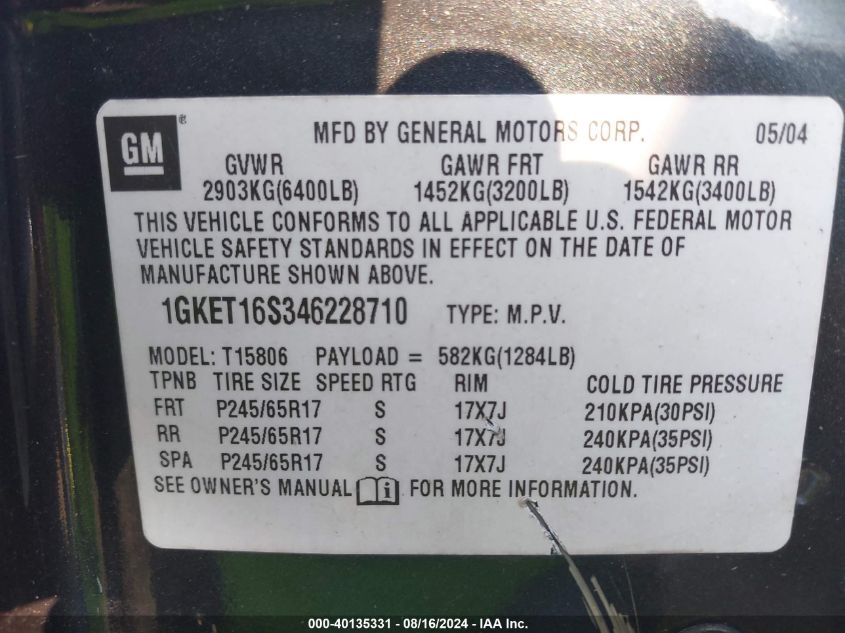 GM®
MFD BY GENERAL MOTORS CORP. 05/04
GVWR GAWR FRT GAWR RR
2903KG(6400LB) 1452KG(3200LB) 1542KG(3400LB)
THIS VEHICLE CONFORMS TO ALL APPLICABLE U.S. FEDERAL MOTOR
VEHICLE SAFETY STANDARDS IN EFFECT ON THE DATE OF
MANUFACTURE SHOWN ABOVE.
1GKET16S346228710 TYPE: M.P.V.
MODEL: T15806 PAYLOAD = 582KG(1284LB)
TPNB TIRE SIZE SPEED RTG RIM COLD TIRE PRESSURE
FRT P245/65R17 S 17X7J 210KPA(30PSI)
RR P245/65R17 S 17X7J 240KPA(35PSI)
SPA P245/65R17 S 17X7J 240KPA(35PSI)
SEE OWNER'S MANUAL FOR MORE INFORMATION.
000-40135331 - 08/16/2024 - IAA Inc.